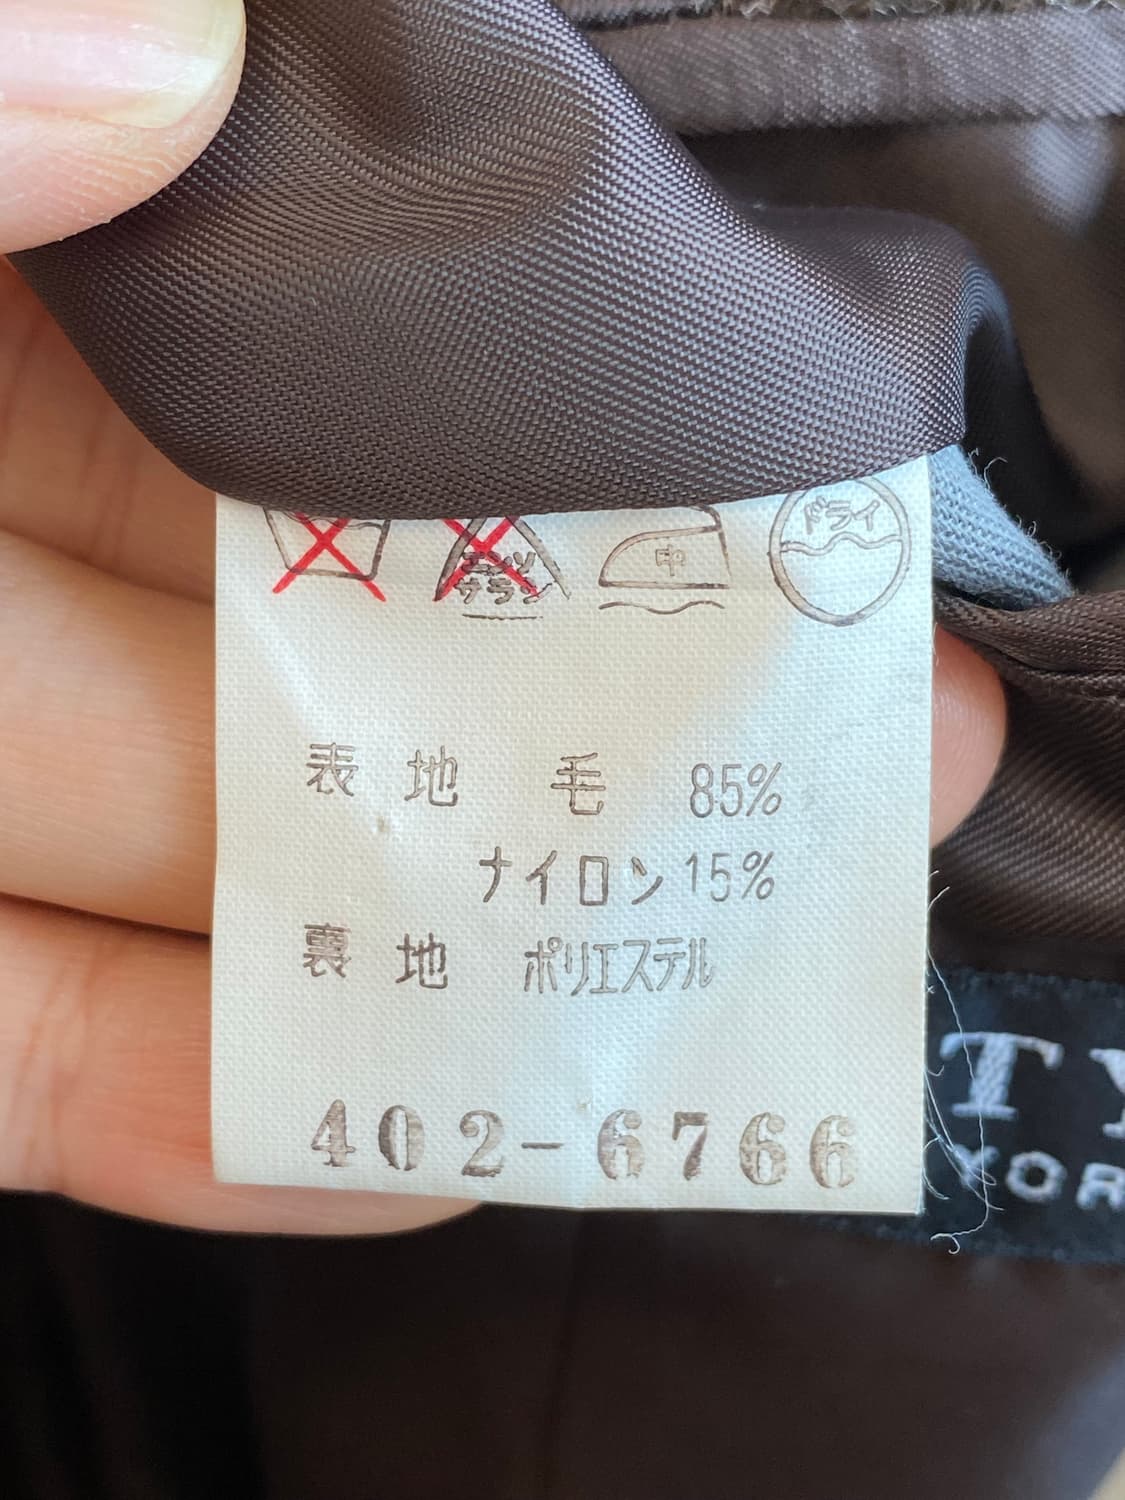 エンソ
サラシ
中
ドライ
表地 毛 85%
ナイロン 15%
裏地 ポリエステル
402-6766
TY
YOR